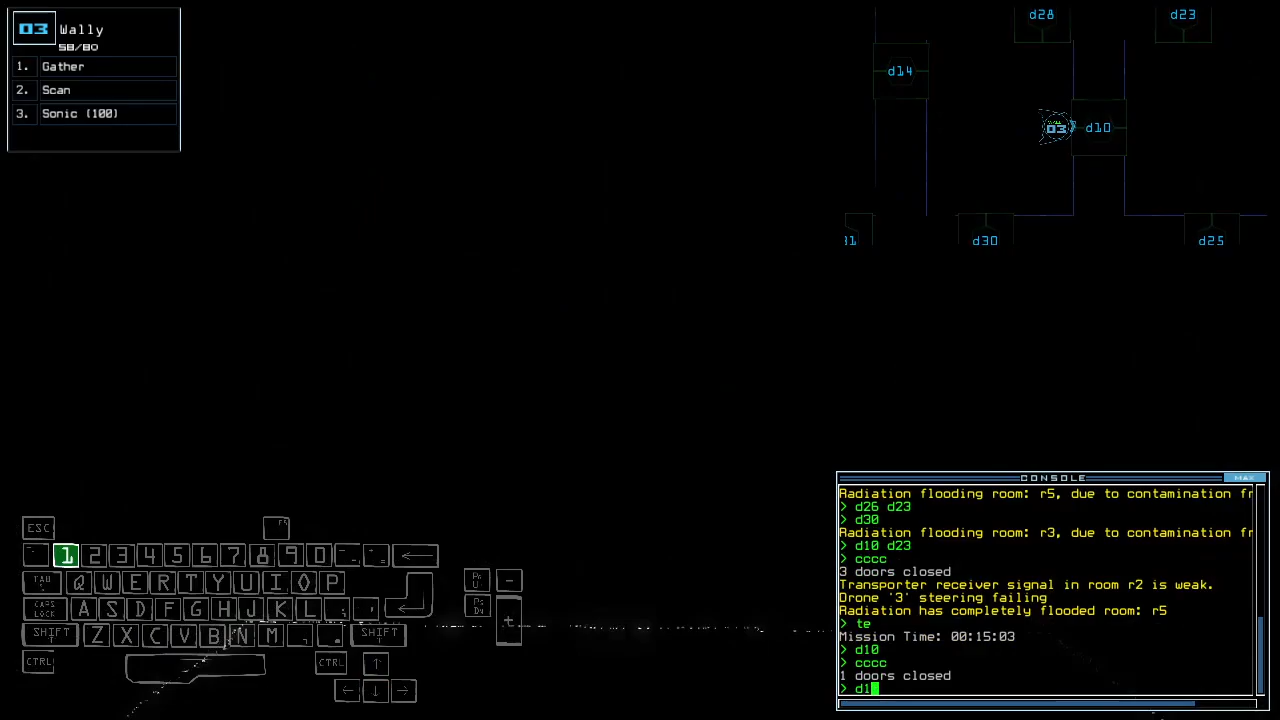 03 Wally
58/80
1. Gather
2. Scan
3. Sonic (100)
d28 d23
d14
03 d10
d30 d25
CONSOLE MAX
Radiation flooding room: r5, due to contamination fr
> d26 d23
> d30
Radiation flooding room: r3, due to contamination fr
> d10 d23
> cccc
3 doors closed
Transporter receiver signal in room r2 is weak.
Drone '3' steering failing
Radiation has completely flooded room: r5
> te
Mission Time: 00:15:03
> d10
> cccc
1 doors closed
> d1
ESC
1 2 3 4 5 6 7 8 9 0
TAB Q W E R T Y U I O P
CAPS LOCK A S D F G H J K L
SHIFT Z X C V B N M SHIFT
CTRL CTRL